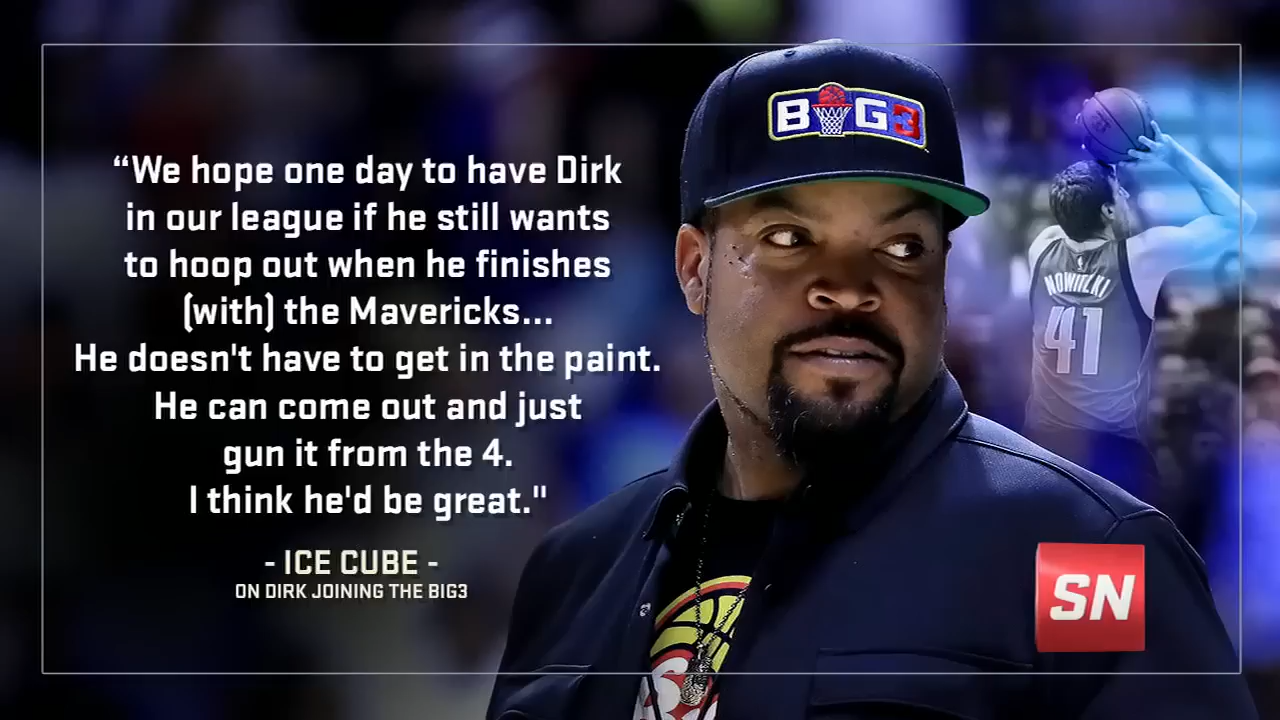 “We hope one day to have Dirk
in our league if he still wants
to hoop out when he finishes
(with) the Mavericks...
He doesn't have to get in the paint.
He can come out and just
gun it from the 4.
I think he'd be great."
- ICE CUBE -
ON DIRK JOINING THE BIG3
BIG3
NOWITZKI
41
SN